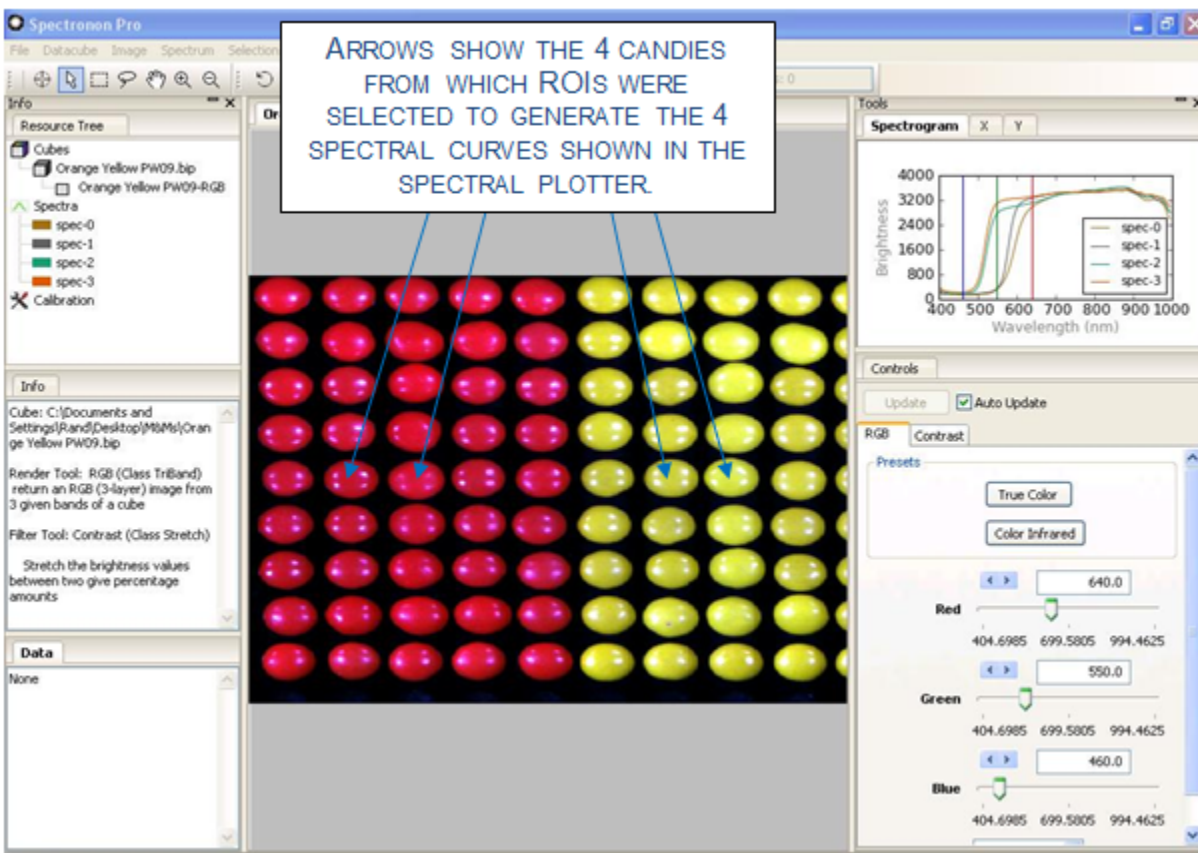 Spectronon Pro
File Datacube Image Spectrum Selection
ARROWS SHOW THE 4 CANDIES
FROM WHICH ROIS WERE
SELECTED TO GENERATE THE 4
SPECTRAL CURVES SHOWN IN THE
SPECTRAL PLOTTER.
Info
Resource Tree
Cubes
Orange Yellow PW09.bip
Orange Yellow PW09-RGB
Spectra
spec-0
spec-1
spec-2
spec-3
Calibration
Info
Cube: C:\Documents and
Settings\Rand\Desktop\M&Ms\Oran
ge Yellow PW09.bip
Render Tool: RGB (Class TriBand)
return an RGB (3-layer) image from
3 given bands of a cube
Filter Tool: Contrast (Class Stretch)
Stretch the brightness values
between two give percentage
amounts
Data
None
Or
: 0
Tools
Spectrogram X Y
Brightness
4000
3200
2400
1600
800
0
spec-0
spec-1
spec-2
spec-3
400 500 600 700 800 900 1000
Wavelength (nm)
Controls
Update Auto Update
RGB Contrast
Presets
True Color
Color Infrared
640.0
Red
404.6985 699.5805 994.4625
550.0
Green
404.6985 699.5805 994.4625
460.0
Blue
404.6985 699.5805 994.4625